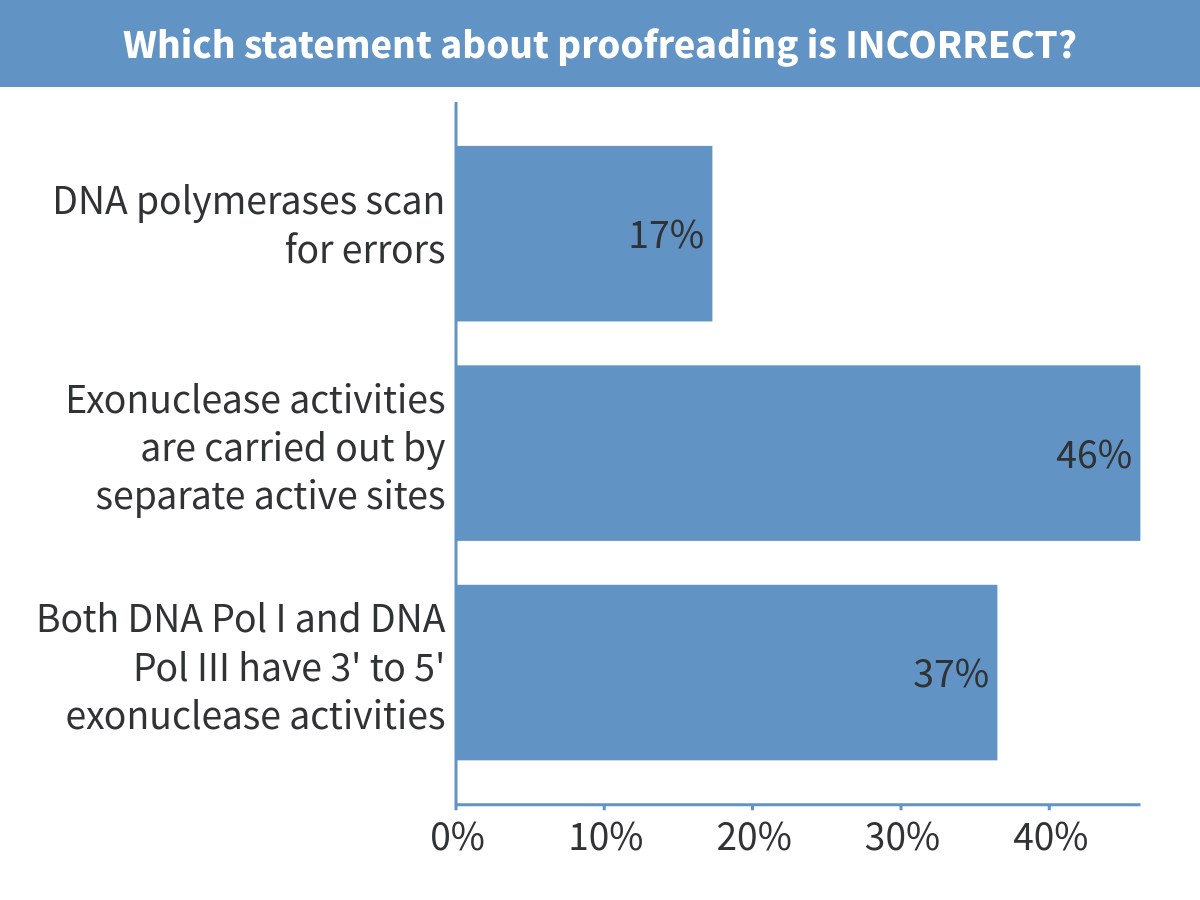 Which statement about proofreading is INCORRECT?
DNA polymerases scan
for errors
17%
Exonuclease activities
are carried out by
separate active sites
46%
Both DNA Pol I and DNA
Pol III have 3' to 5'
exonuclease activities
37%
0% 10% 20% 30% 40%